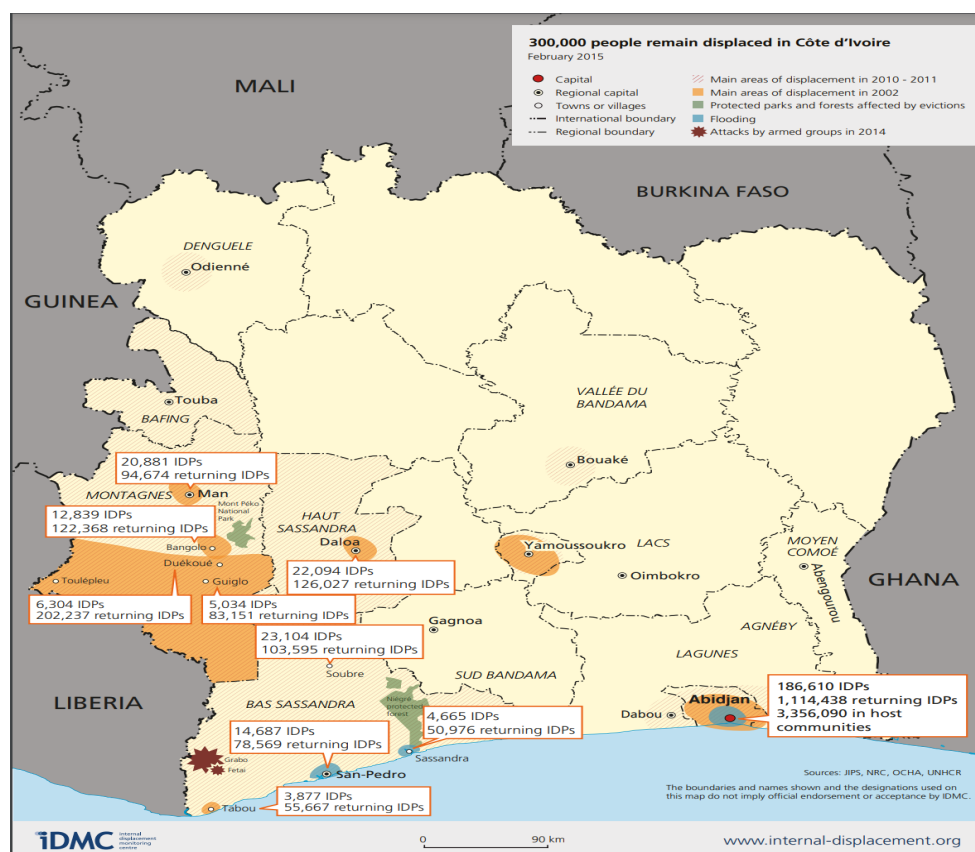 300,000 people remain displaced in Côte d'Ivoire
February 2015
Capital
Regional capital
Towns or villages
International boundary
Regional boundary
Main areas of displacement in 2010 - 2011
Main areas of displacement in 2002
Protected parks and forests affected by evictions
Flooding
Attacks by armed groups in 2014
MALI
BURKINA FASO
DENGUELE
Odienné
GUINEA
Touba
BAFING
VALLÉE DU
BANDAMA
Bouaké
20,881 IDPs
94,674 returning IDPs
MONTAGNES
Man
Mont Péko
National
Park
12,839 IDPs
122,368 returning IDPs
Bangolo
HAUT
SASSANDRA
Daloa
Yamoussoukro
LACS
MOYEN
COMOÉ
Duékoué
Toulépleu
Guiglo
22,094 IDPs
126,027 returning IDPs
Oimbokro
Abengourou
GHANA
6,304 IDPs
202,237 returning IDPs
5,034 IDPs
83,151 returning IDPs
Gagnoa
AGNÉBY
23,104 IDPs
103,595 returning IDPs
Soubre
SUD BANDAMA
LAGUNES
LIBERIA
BAS SASSANDRA
Niégré
protected
forest
Abidjan
Dabou
186,610 IDPs
1,114,438 returning IDPs
3,356,090 in host
communities
4,665 IDPs
50,976 returning IDPs
14,687 IDPs
78,569 returning IDPs
Sassandra
Grabo
Fetai
San-Pedro
3,877 IDPs
55,667 returning IDPs
Tabou
Sources: JIPS, NRC, OCHA, UNHCR
The boundaries and names shown and the designations used on
this map do not imply official endorsement or acceptance by IDMC.
iDMC
internal
displacement
monitoring
centre
0 90 km
www.internal-displacement.org